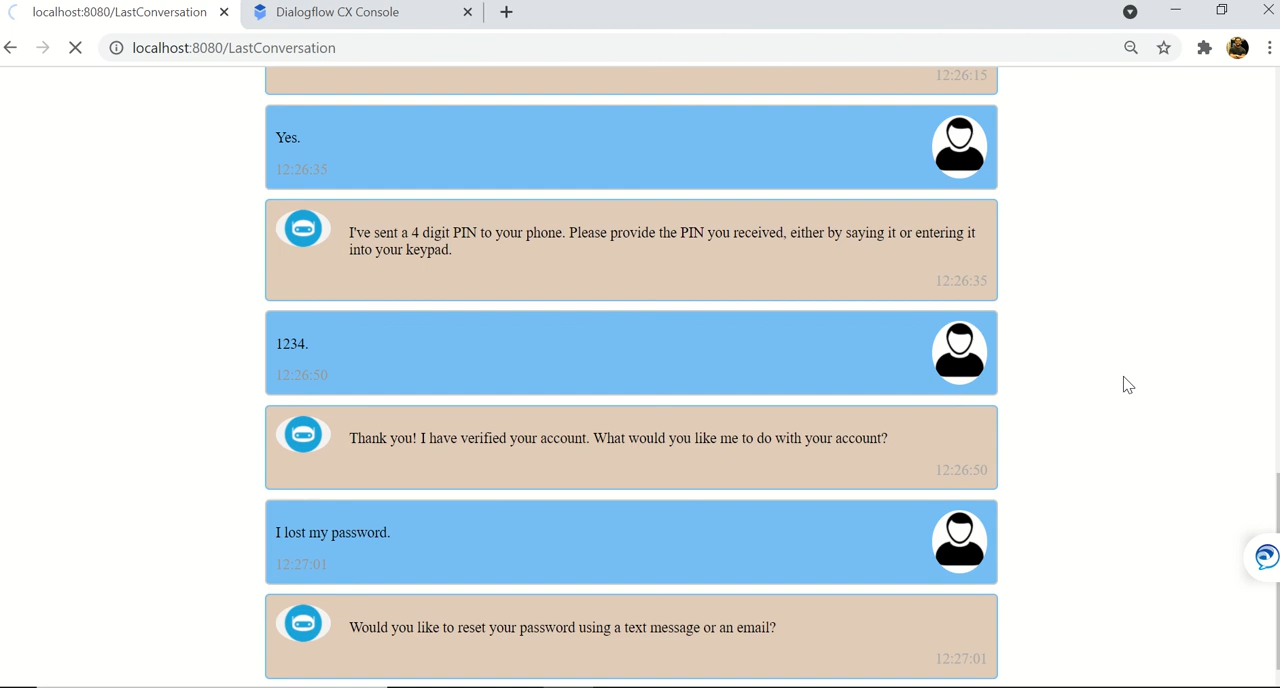 localhost:8080/LastConversation
Dialogflow CX Console
localhost:8080/LastConversation
12:26:15
Yes.
12:26:35
I've sent a 4 digit PIN to your phone. Please provide the PIN you received, either by saying it or entering it
into your keypad.
12:26:35
1234.
12:26:50
Thank you! I have verified your account. What would you like me to do with your account?
12:26:50
I lost my password.
12:27:01
Would you like to reset your password using a text message or an email?
12:27:01